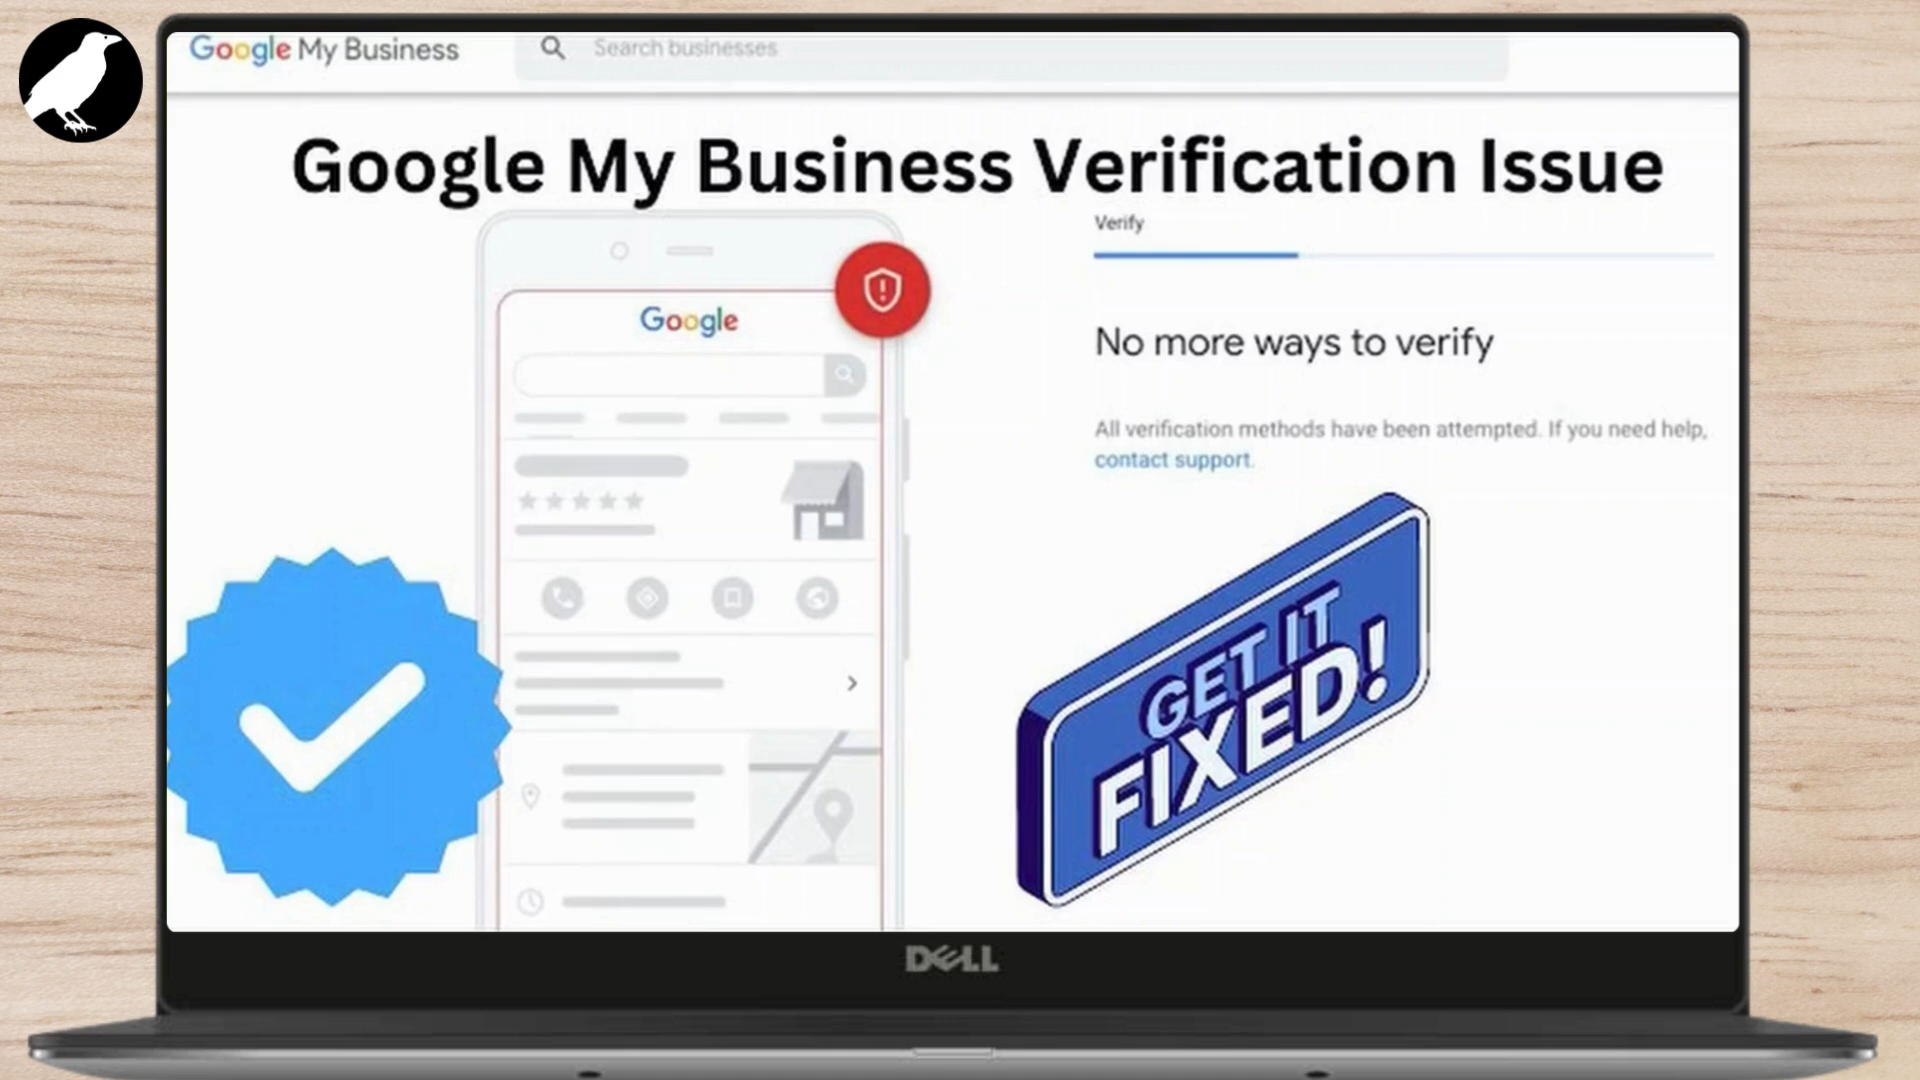 Google My Business
Search businesses
Google My Business Verification Issue
Verify
Google
No more ways to verify
All verification methods have been attempted. If you need help,
contact support.
GET IT
FIXED!
DELL